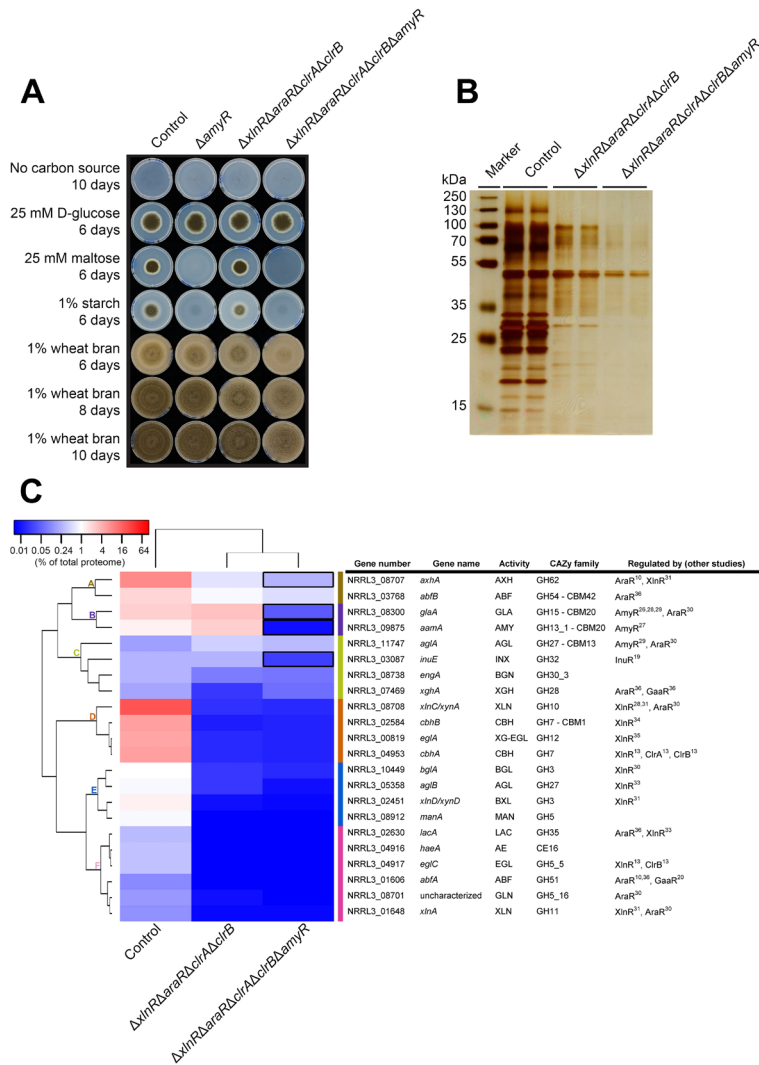 A
Control
ΔamyR
ΔxlnRΔaraRΔclrAΔclrB
ΔxlnRΔaraRΔclrAΔclrBΔamyR
No carbon source
10 days
25 mM D-glucose
6 days
25 mM maltose
6 days
1% starch
6 days
1% wheat bran
6 days
1% wheat bran
8 days
1% wheat bran
10 days
B
kDa
Marker
Control
ΔxlnRΔaraRΔclrAΔclrB
ΔxlnRΔaraRΔclrAΔclrBΔamyR
250
130
100
70
55
35
25
15
C
0.01 0.05 0.24 1 4 16 64
(% of total proteome)
Gene number Gene name Activity CAZy family Regulated by (other studies)
A
NRRL3_08707 axhA AXH GH62 AraR10, XlnR31
NRRL3_03768 abfB ABF GH54 - CBM42 AraR36
B
NRRL3_08300 glaA GLA GH15 - CBM20 AmyR26,28,29, AraR30
NRRL3_09875 aamA AMY GH13_1 - CBM20 AmyR27
C
NRRL3_11747 aglA AGL GH27 - CBM13 AmyR29, AraR30
NRRL3_03087 inuE INX GH32 InuR19
NRRL3_08738 engA BGN GH30_3
NRRL3_07469 xghA XGH GH28 AraR36, GaaR36
D
NRRL3_08708 xlnC/xynA XLN GH10 XlnR28,31, AraR30
NRRL3_02584 cbhB CBH GH7 - CBM1 XlnR34
NRRL3_00819 eglA XG-EGL GH12 XlnR35
NRRL3_04953 cbhA CBH GH7 XlnR13, ClrA13, ClrB13
E
NRRL3_10449 bglA BGL GH3 XlnR30
NRRL3_05358 aglB AGL GH27 XlnR33
NRRL3_02451 xlnD/xynD BXL GH3 XlnR31
NRRL3_08912 manA MAN GH5
F
NRRL3_02630 lacA LAC GH35 AraR36, XlnR33
NRRL3_04916 haeA AE CE16
NRRL3_04917 eglC EGL GH5_5 XlnR13, ClrB13
NRRL3_01606 abfA ABF GH51 AraR10,36, GaaR20
NRRL3_08701 uncharacterized GLN GH5_16 AraR30
NRRL3_01648 xlnA XLN GH11 XlnR31, AraR30
Control
ΔxlnRΔaraRΔclrAΔclrB
ΔxlnRΔaraRΔclrAΔclrBΔamyR